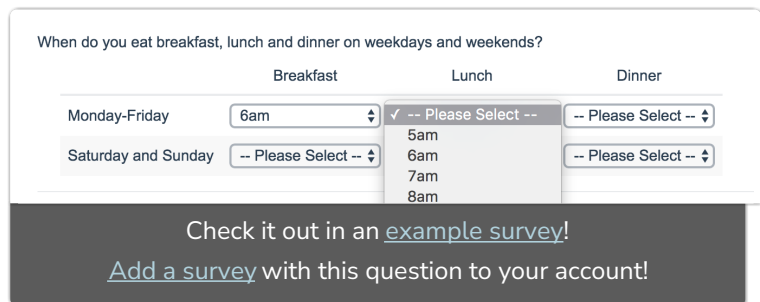 When do you eat breakfast, lunch and dinner on weekdays and weekends?
Breakfast Lunch Dinner
Monday-Friday 6am ✓ -- Please Select -- -- Please Select --
5am
Saturday and Sunday -- Please Select -- 6am -- Please Select --
7am
8am
Check it out in an example survey!
Add a survey with this question to your account!